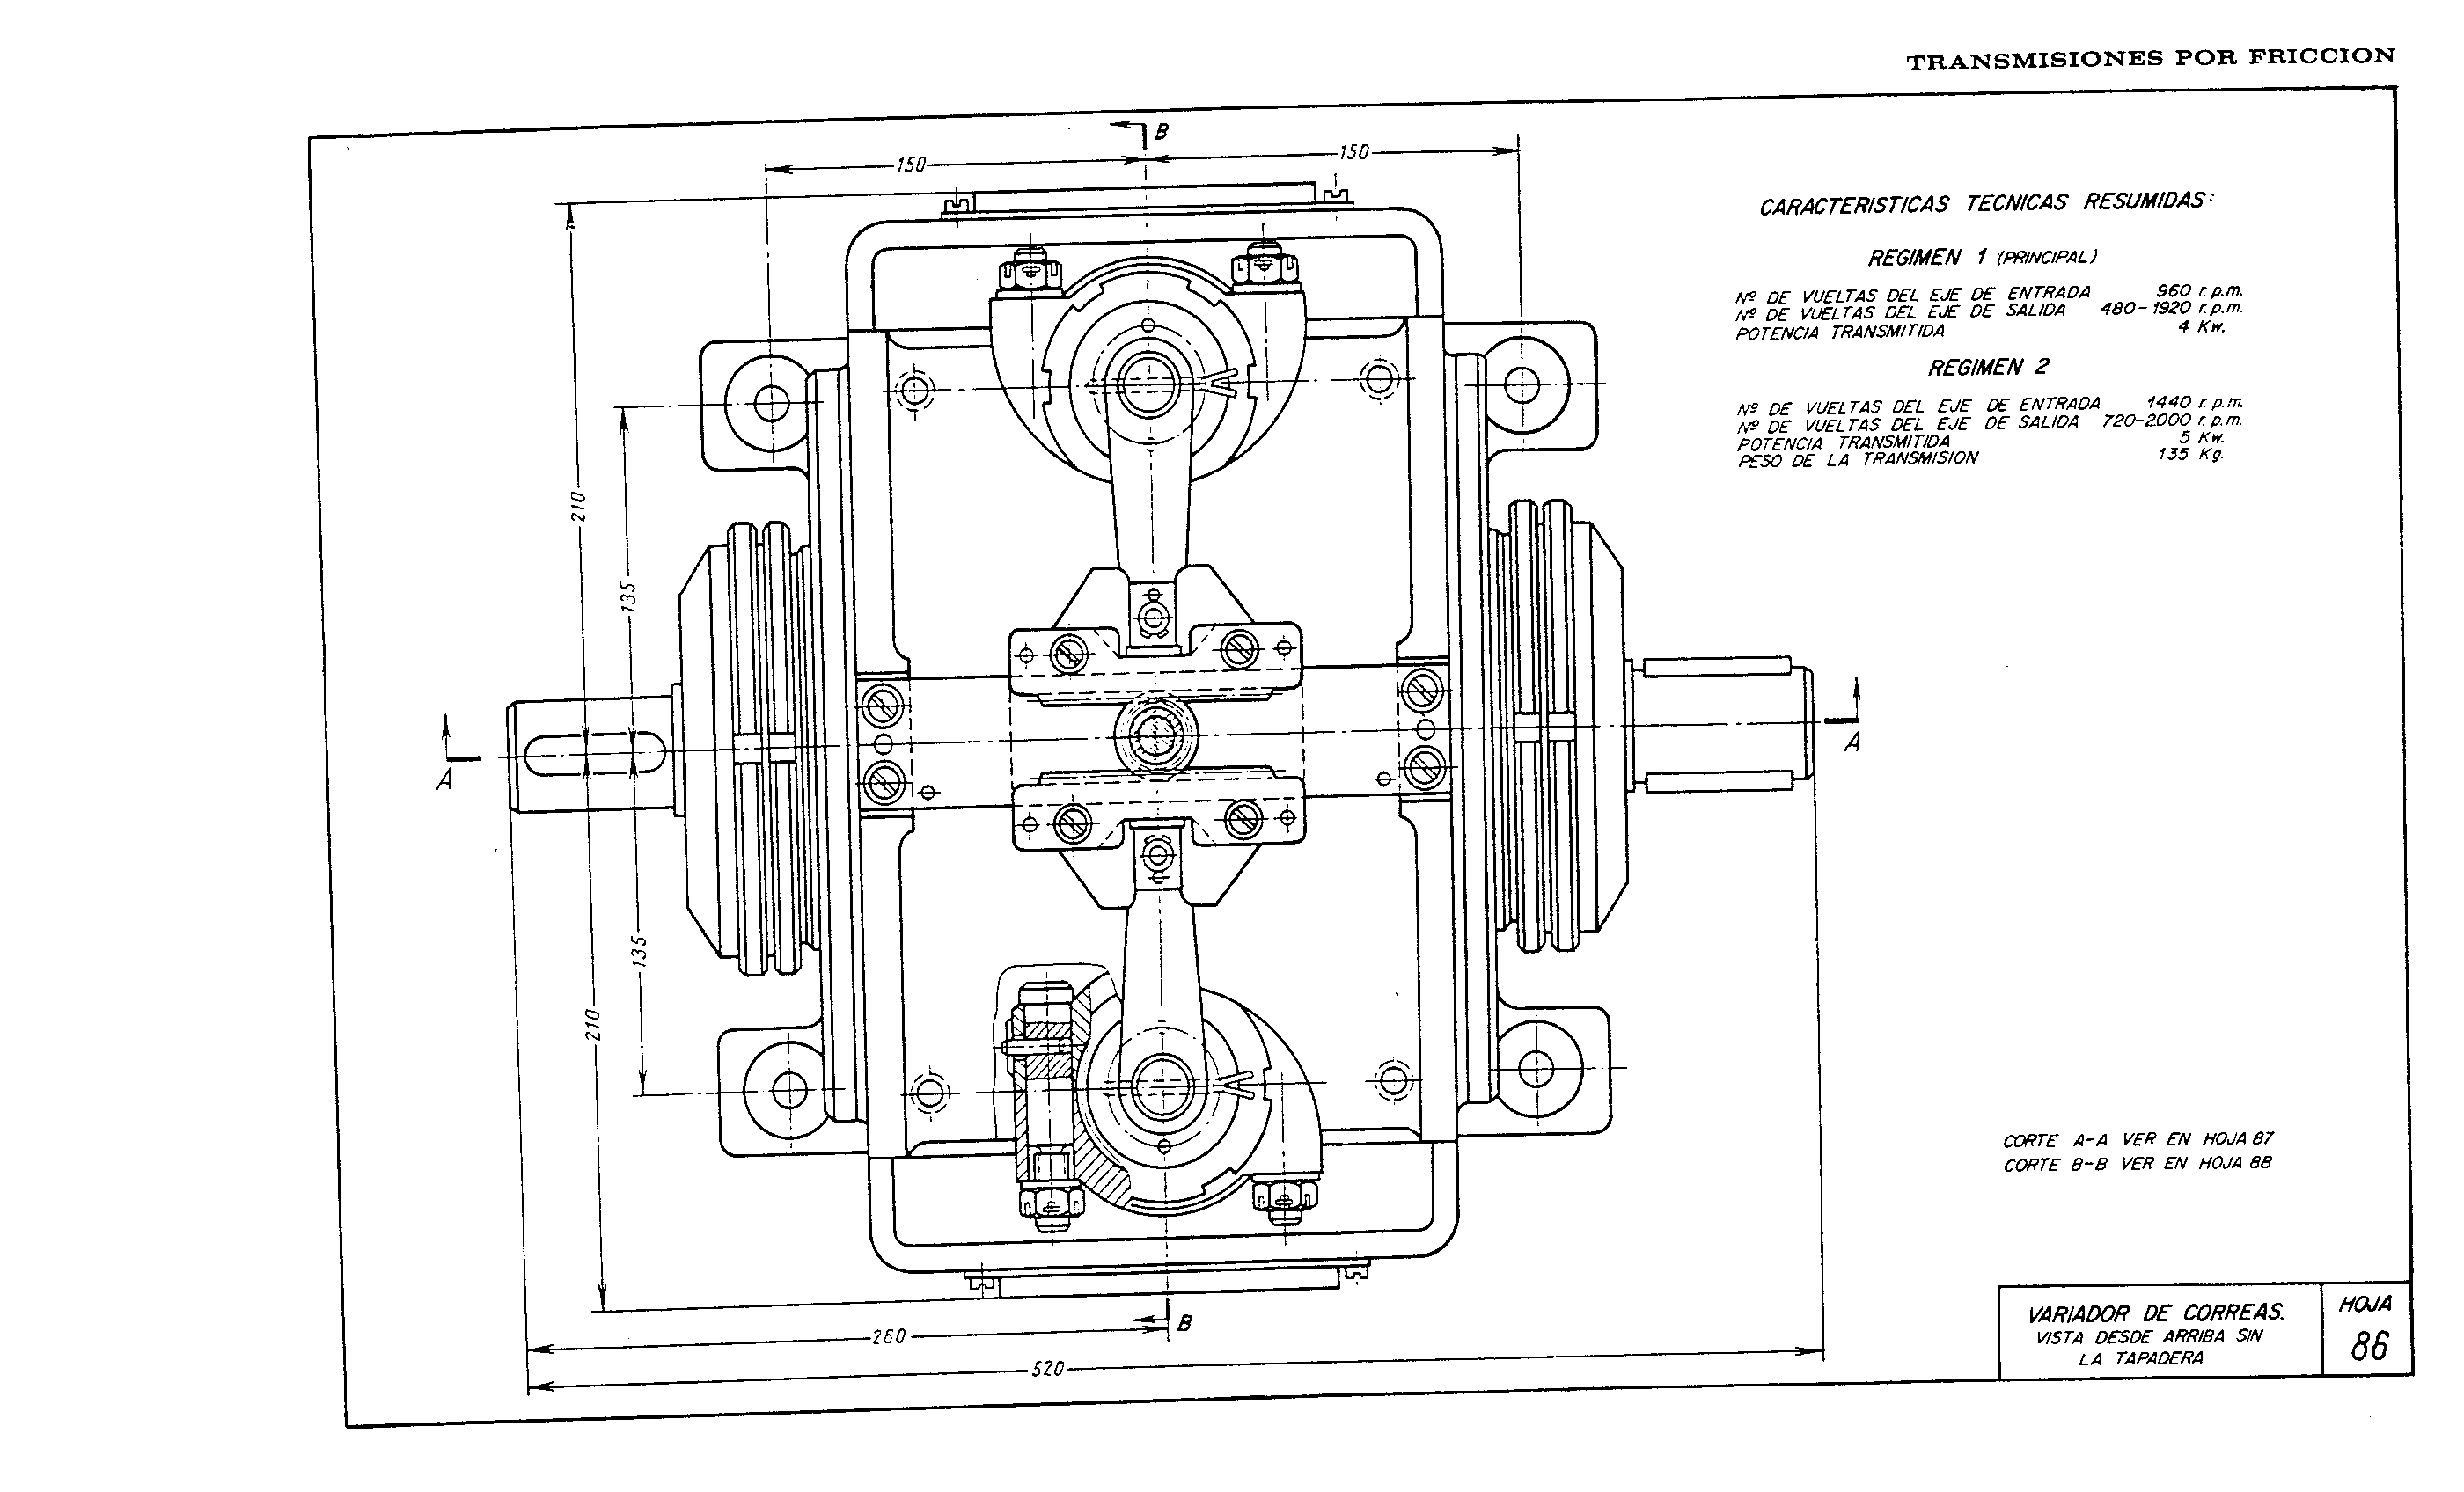 TRANSMISIONES POR FRICCION
B
150
150
CARACTERISTICAS TECNICAS RESUMIDAS:
REGIMEN 1 (PRINCIPAL)
Nº DE VUELTAS DEL EJE DE ENTRADA 960 r.p.m.
Nº DE VUELTAS DEL EJE DE SALIDA 480-1920 r.p.m.
POTENCIA TRANSMITIDA 4 Kw.
REGIMEN 2
Nº DE VUELTAS DEL EJE DE ENTRADA 1440 r.p.m.
Nº DE VUELTAS DEL EJE DE SALIDA 720-2000 r.p.m.
POTENCIA TRANSMITIDA 5 Kw.
PESO DE LA TRANSMISION 135 Kg.
210
135
A
A
135
210
CORTE A-A VER EN HOJA 87
CORTE B-B VER EN HOJA 88
B
260
520
VARIADOR DE CORREAS.
VISTA DESDE ARRIBA SIN
LA TAPADERA
HOJA
86